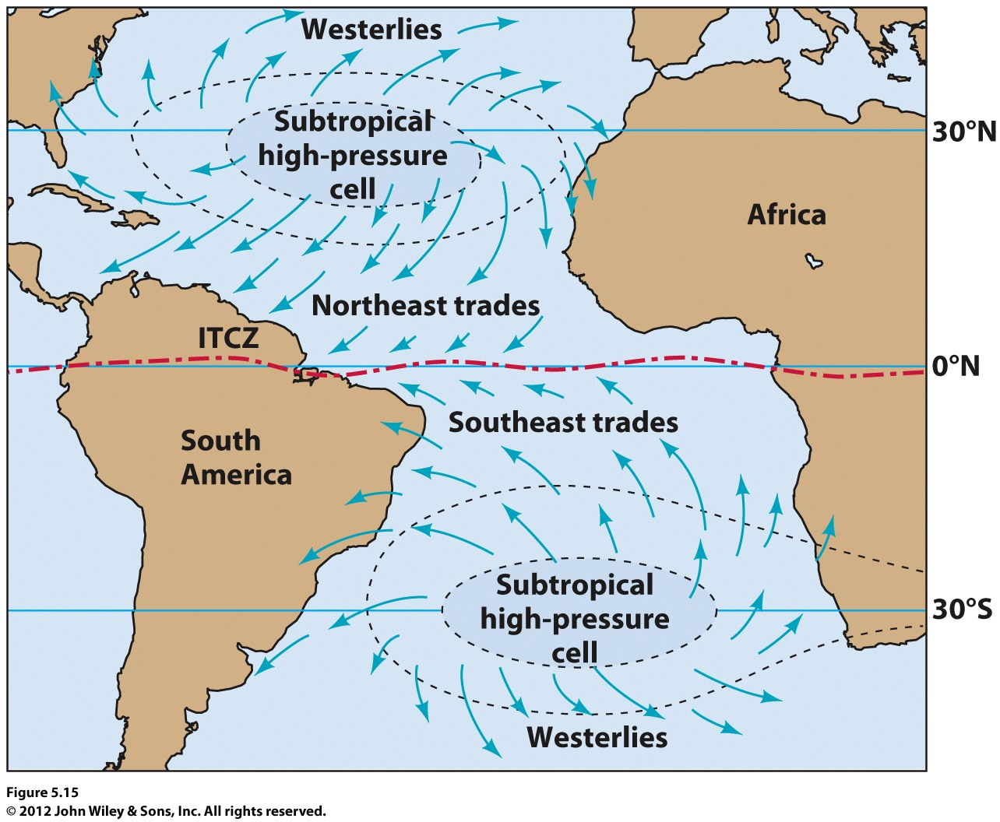 Westerlies
Subtropical
high-pressure
cell
30°N
Africa
Northeast trades
ITCZ
0°N
Southeast trades
South
America
Subtropical
high-pressure
cell
30°S
Westerlies
Figure 5.15
© 2012 John Wiley & Sons, Inc. All rights reserved.